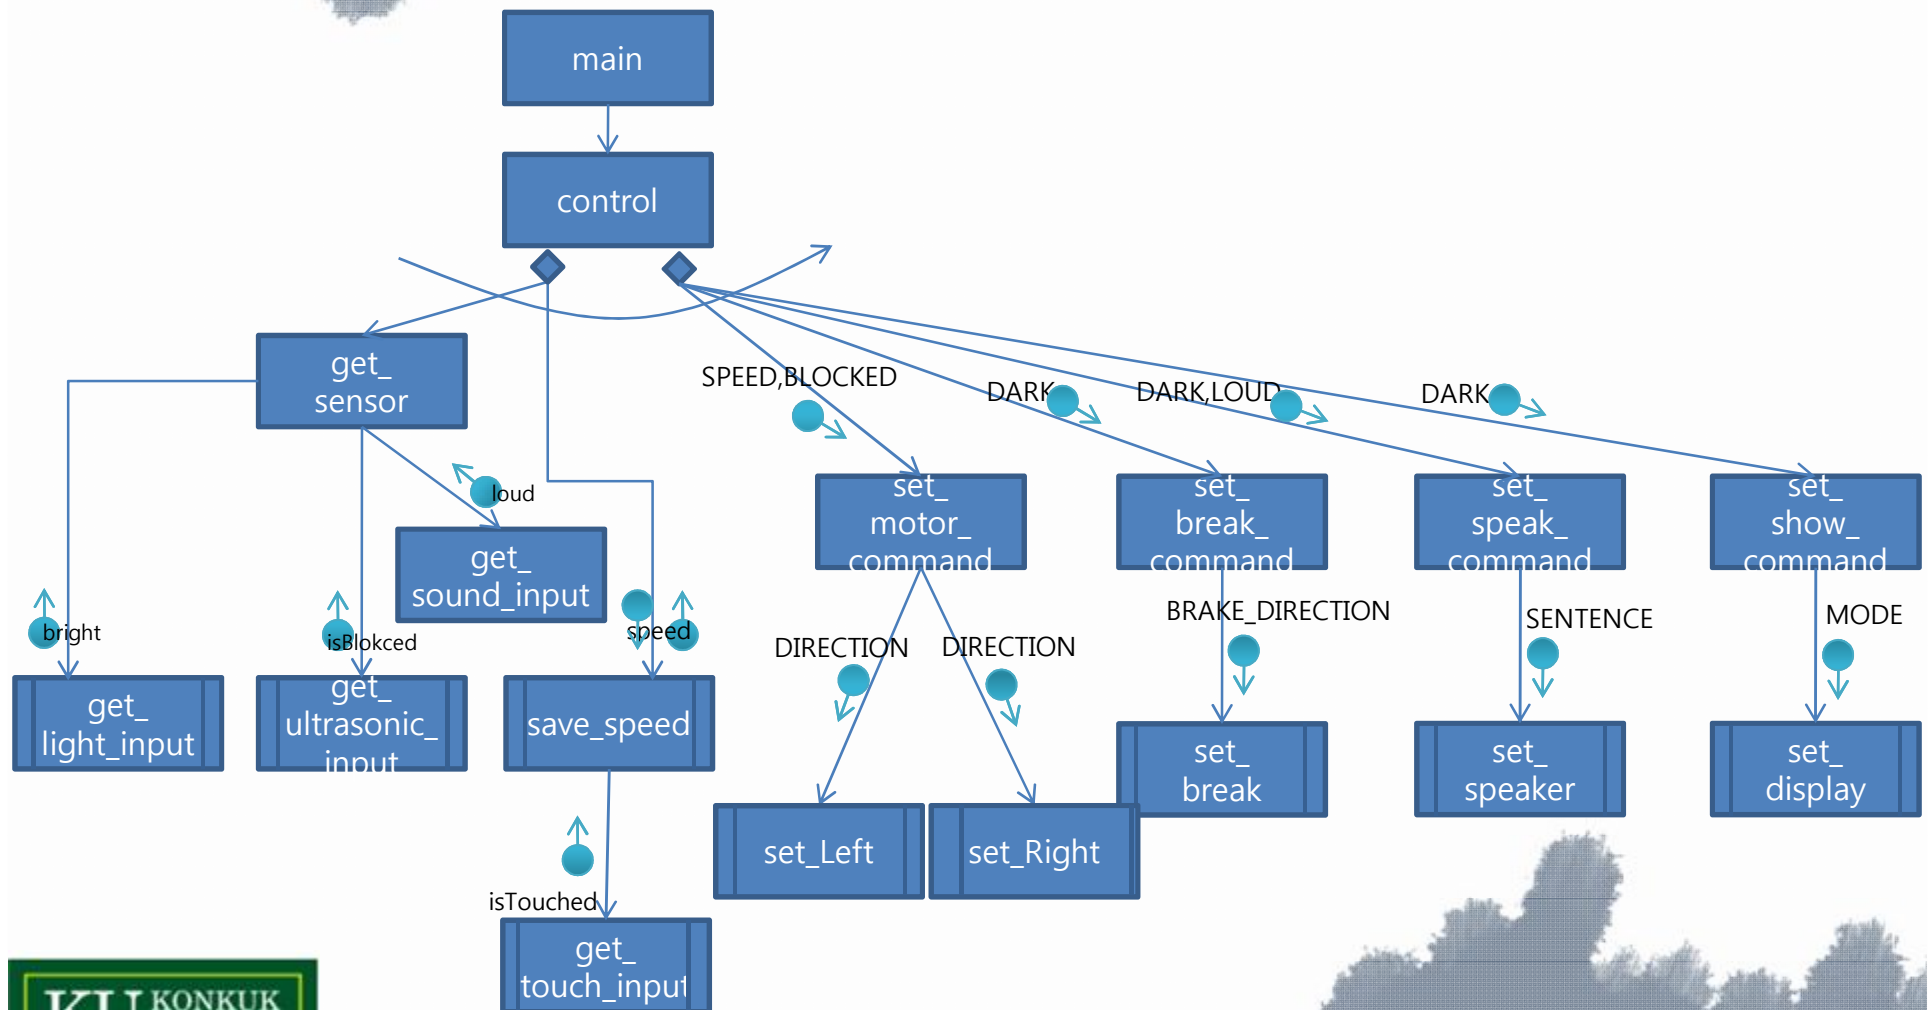 main
control
get_
sensor
SPEED,BLOCKED
DARK
DARK,LOUD
DARK
loud
get_
sound_input
set_
motor_
command
set_
break_
command
set_
speak_
command
set_
show_
command
bright
isBlokced
speed
DIRECTION
DIRECTION
BRAKE_DIRECTION
SENTENCE
MODE
get_
light_input
get_
ultrasonic_
input
save_speed
set_
break
set_
speaker
set_
display
set_Left
set_Right
isTouched
get_
touch_input
KU KONKUK